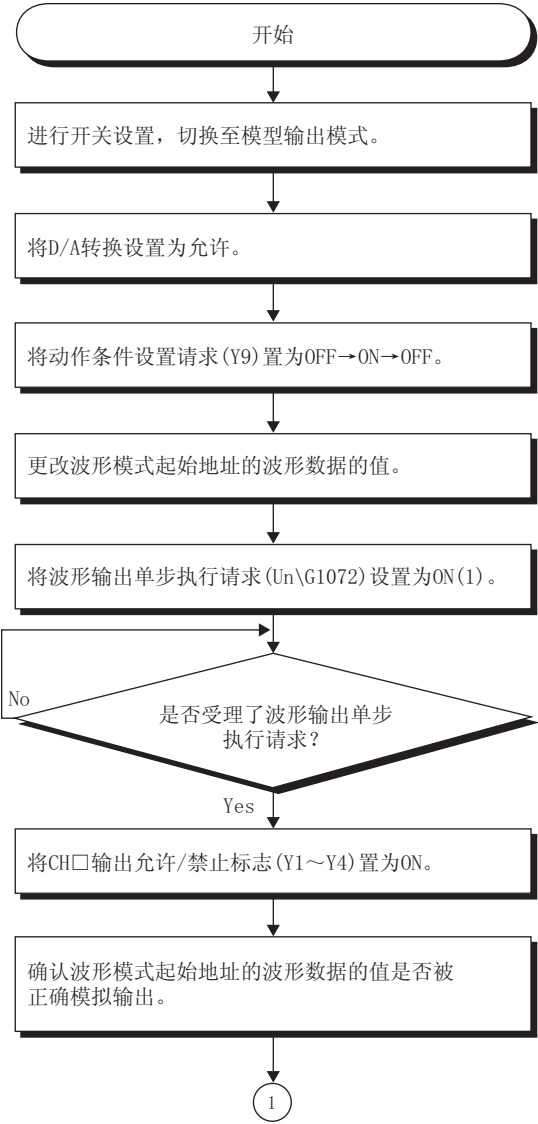 开始
进行开关设置，切换至模型输出模式。
将D/A转换设置为允许。
将动作条件设置请求(Y9)置为OFF→ON→OFF。
更改波形模式起始地址的波形数据的值。
将波形输出单步执行请求(Un\G1072)设置为ON(1)。
No
是否受理了波形输出单步
执行请求？
Yes
将CH□输出允许/禁止标志(Y1～Y4)置为ON。
确认波形模式起始地址的波形数据的值是否被
正确模拟输出。
1